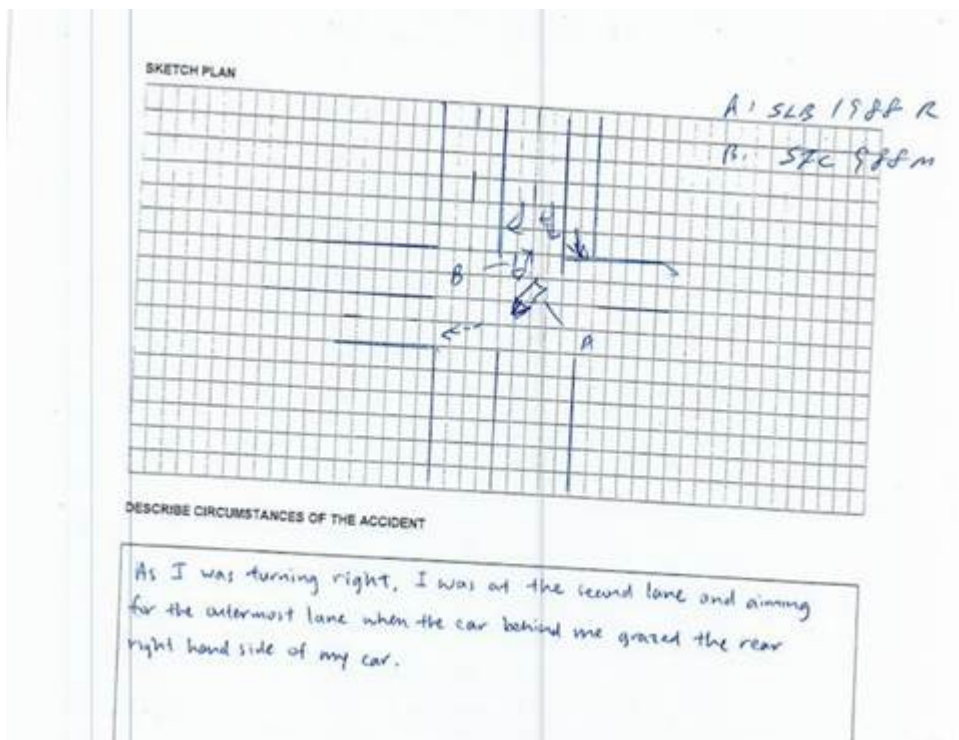 SKETCH PLAN
A: SLB 1988 R
B: SZC 988 M
B
A
DESCRIBE CIRCUMSTANCES OF THE ACCIDENT
As I was turning right, I was at the second lane and aiming
for the outermost lane when the car behind me grazed the rear
right hand side of my car.